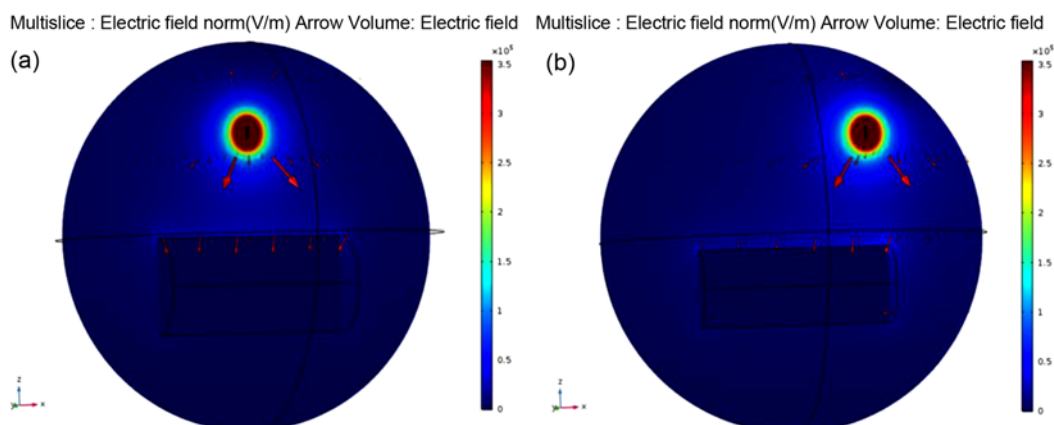 Multislice : Electric field norm(V/m) Arrow Volume: Electric field
Multislice : Electric field norm(V/m) Arrow Volume: Electric field
(a)
×10⁵
3.5
3
2.5
2
1.5
1
0.5
0
z
y
x
(b)
×10⁵
3.5
3
2.5
2
1.5
1
0.5
0
z
y
x